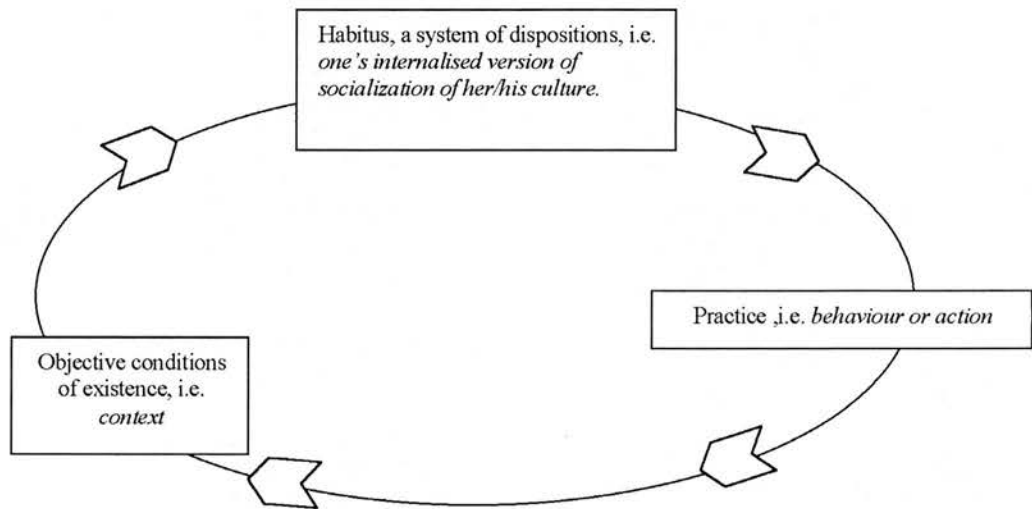 Habitus, a system of dispositions, i.e.
one's internalised version of
socialization of her/his culture.
Practice ,i.e. behaviour or action
Objective conditions
of existence, i.e.
context